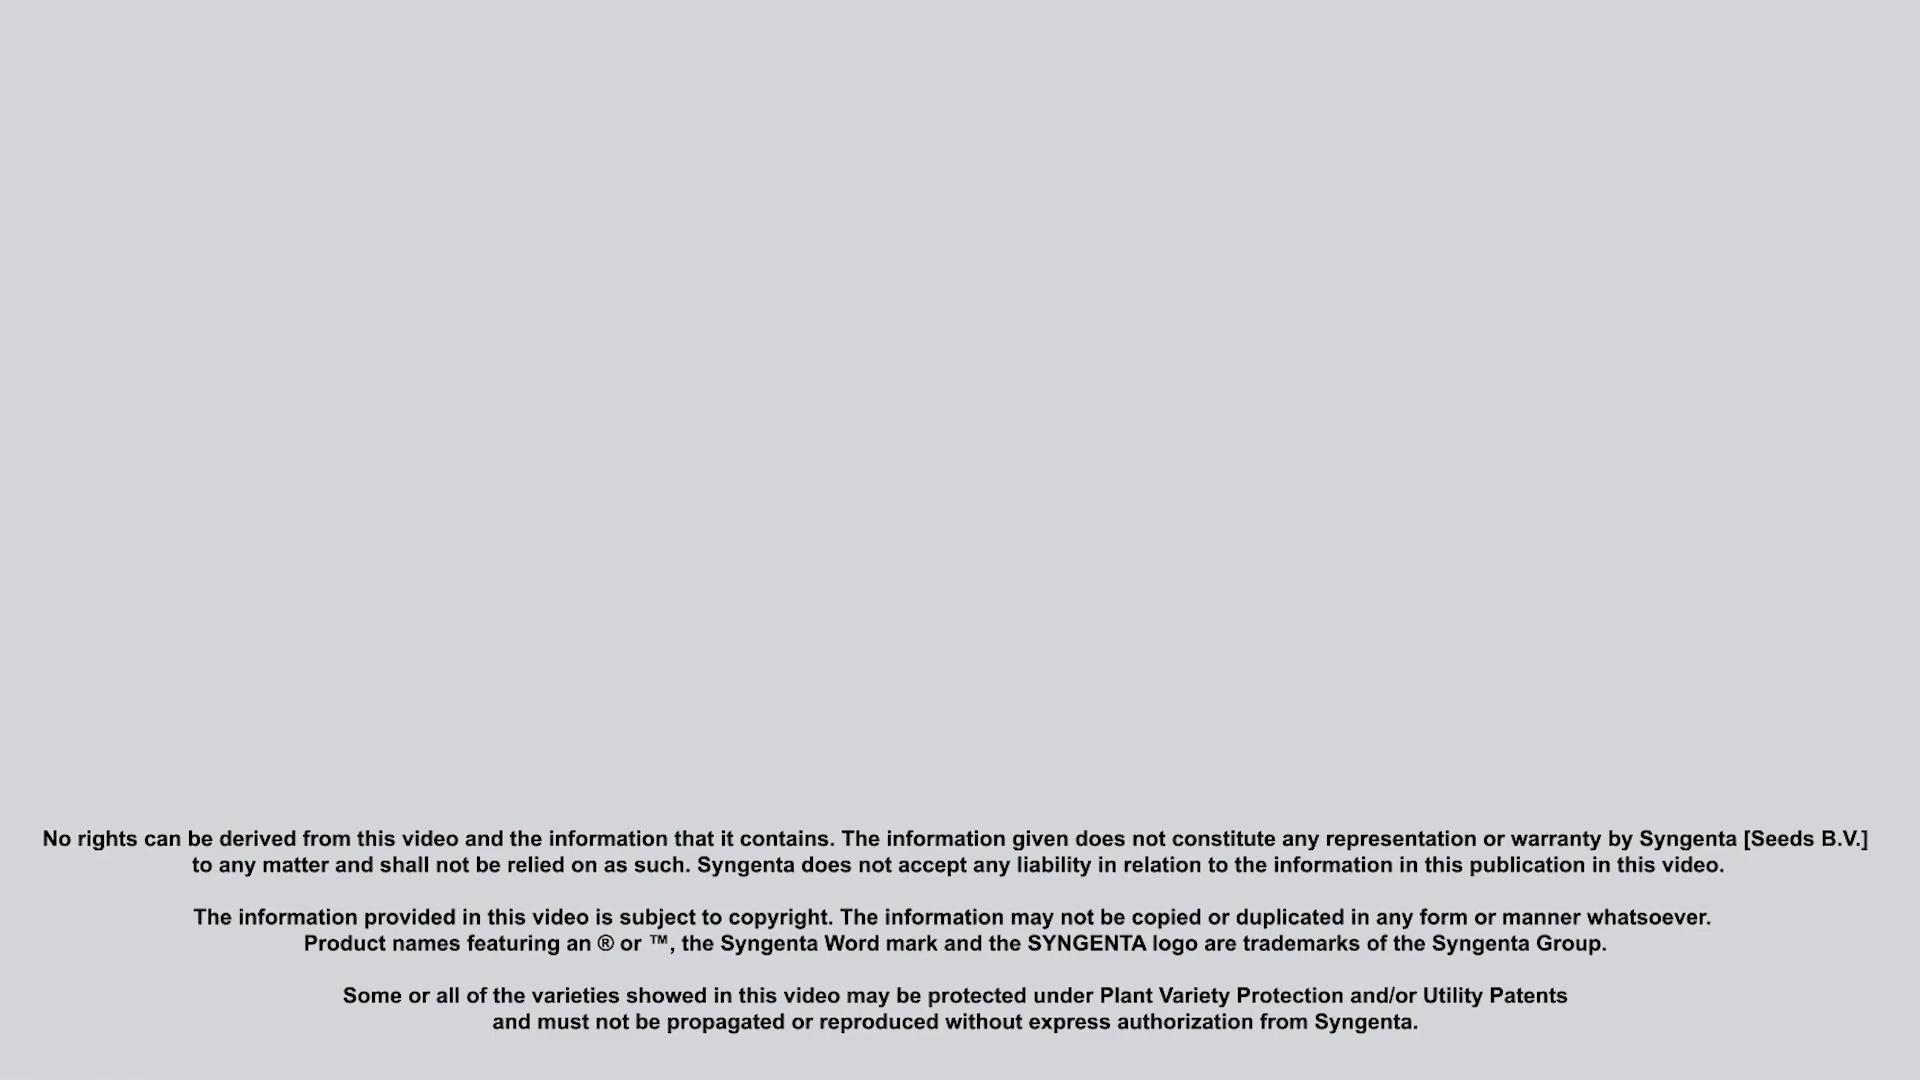 No rights can be derived from this video and the information that it contains. The information given does not constitute any representation or warranty by Syngenta [Seeds B.V.]
to any matter and shall not be relied on as such. Syngenta does not accept any liability in relation to the information in this publication in this video.
The information provided in this video is subject to copyright. The information may not be copied or duplicated in any form or manner whatsoever.
Product names featuring an ® or ™, the Syngenta Word mark and the SYNGENTA logo are trademarks of the Syngenta Group.
Some or all of the varieties showed in this video may be protected under Plant Variety Protection and/or Utility Patents
and must not be propagated or reproduced without express authorization from Syngenta.